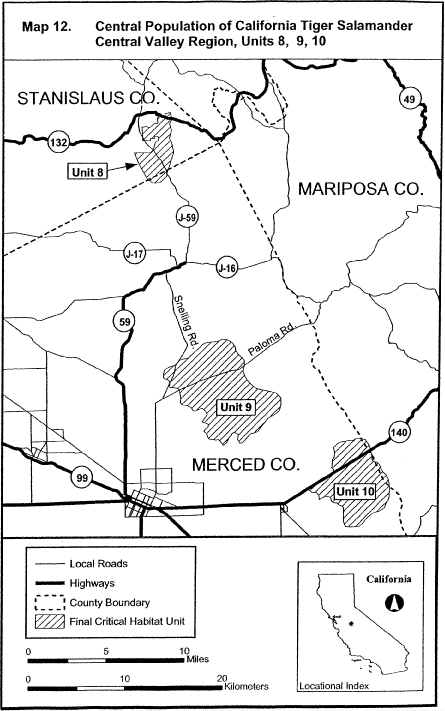 Map 12. Central Population of California Tiger Salamander
Central Valley Region, Units 8, 9, 10
STANISLAUS CO.
49
132
Unit 8
MARIPOSA CO.
J-59
J-17
J-16
Snelling Rd.
59
Paloma Rd.
Unit 9
140
MERCED CO.
99
Unit 10
Local Roads
Highways
County Boundary
Final Critical Habitat Unit
0 5 10
Miles
0 10 20
Kilometers
California
Locational Index